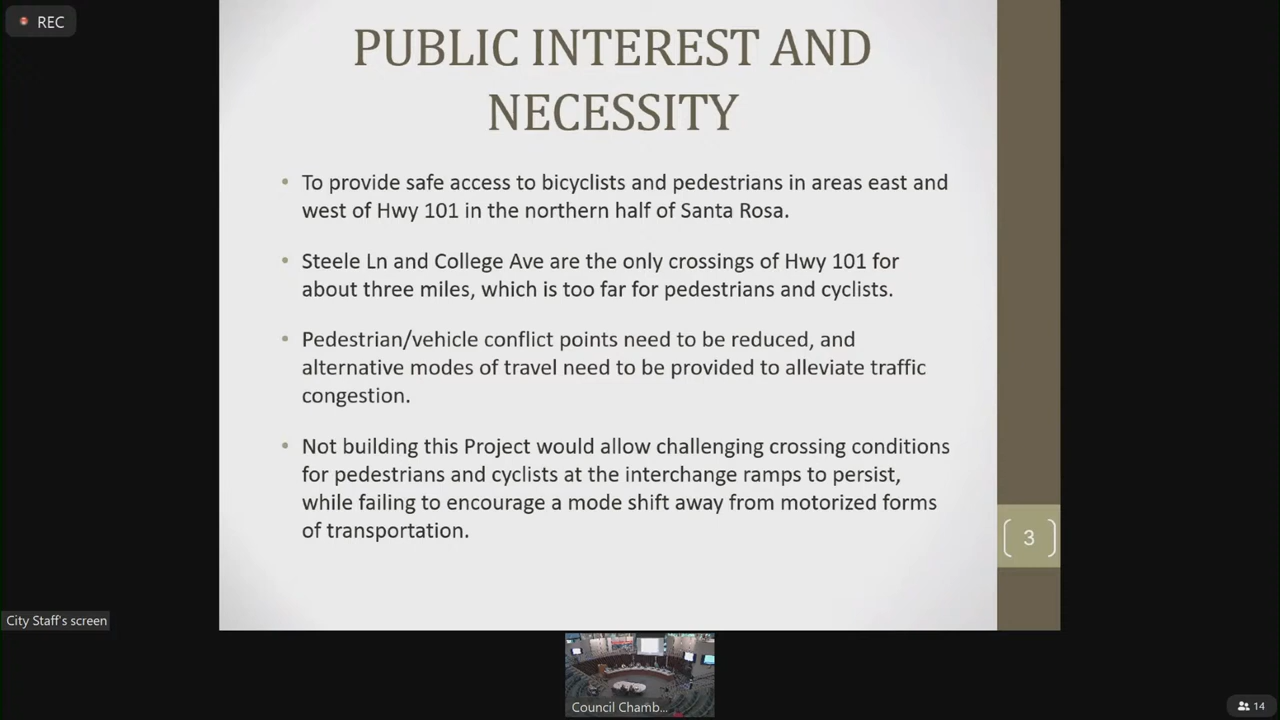 REC
PUBLIC INTEREST AND
NECESSITY
• To provide safe access to bicyclists and pedestrians in areas east and
west of Hwy 101 in the northern half of Santa Rosa.
• Steele Ln and College Ave are the only crossings of Hwy 101 for
about three miles, which is too far for pedestrians and cyclists.
• Pedestrian/vehicle conflict points need to be reduced, and
alternative modes of travel need to be provided to alleviate traffic
congestion.
• Not building this Project would allow challenging crossing conditions
for pedestrians and cyclists at the interchange ramps to persist,
while failing to encourage a mode shift away from motorized forms
of transportation.
3
City Staff's screen
Council Chamb...
14